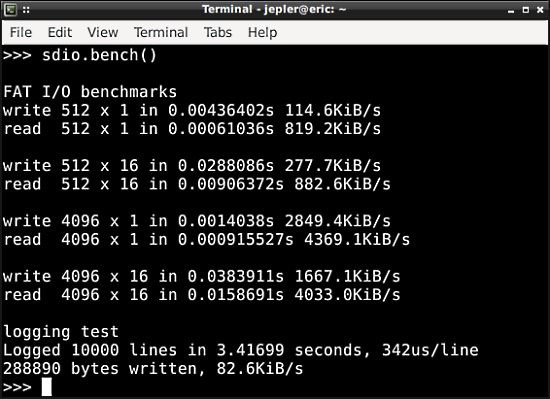 Terminal - jepler@eric: ~
File Edit View Terminal Tabs Help
>>> sdio.bench()
FAT I/O benchmarks
write 512 x 1 in 0.00436402s 114.6KiB/s
read  512 x 1 in 0.00061036s 819.2KiB/s
write 512 x 16 in 0.0288086s 277.7KiB/s
read  512 x 16 in 0.00906372s 882.6KiB/s
write 4096 x 1 in 0.0014038s 2849.4KiB/s
read  4096 x 1 in 0.000915527s 4369.1KiB/s
write 4096 x 16 in 0.0383911s 1667.1KiB/s
read  4096 x 16 in 0.0158691s 4033.0KiB/s
logging test
Logged 10000 lines in 3.41699 seconds, 342us/line
288890 bytes written, 82.6KiB/s
>>>